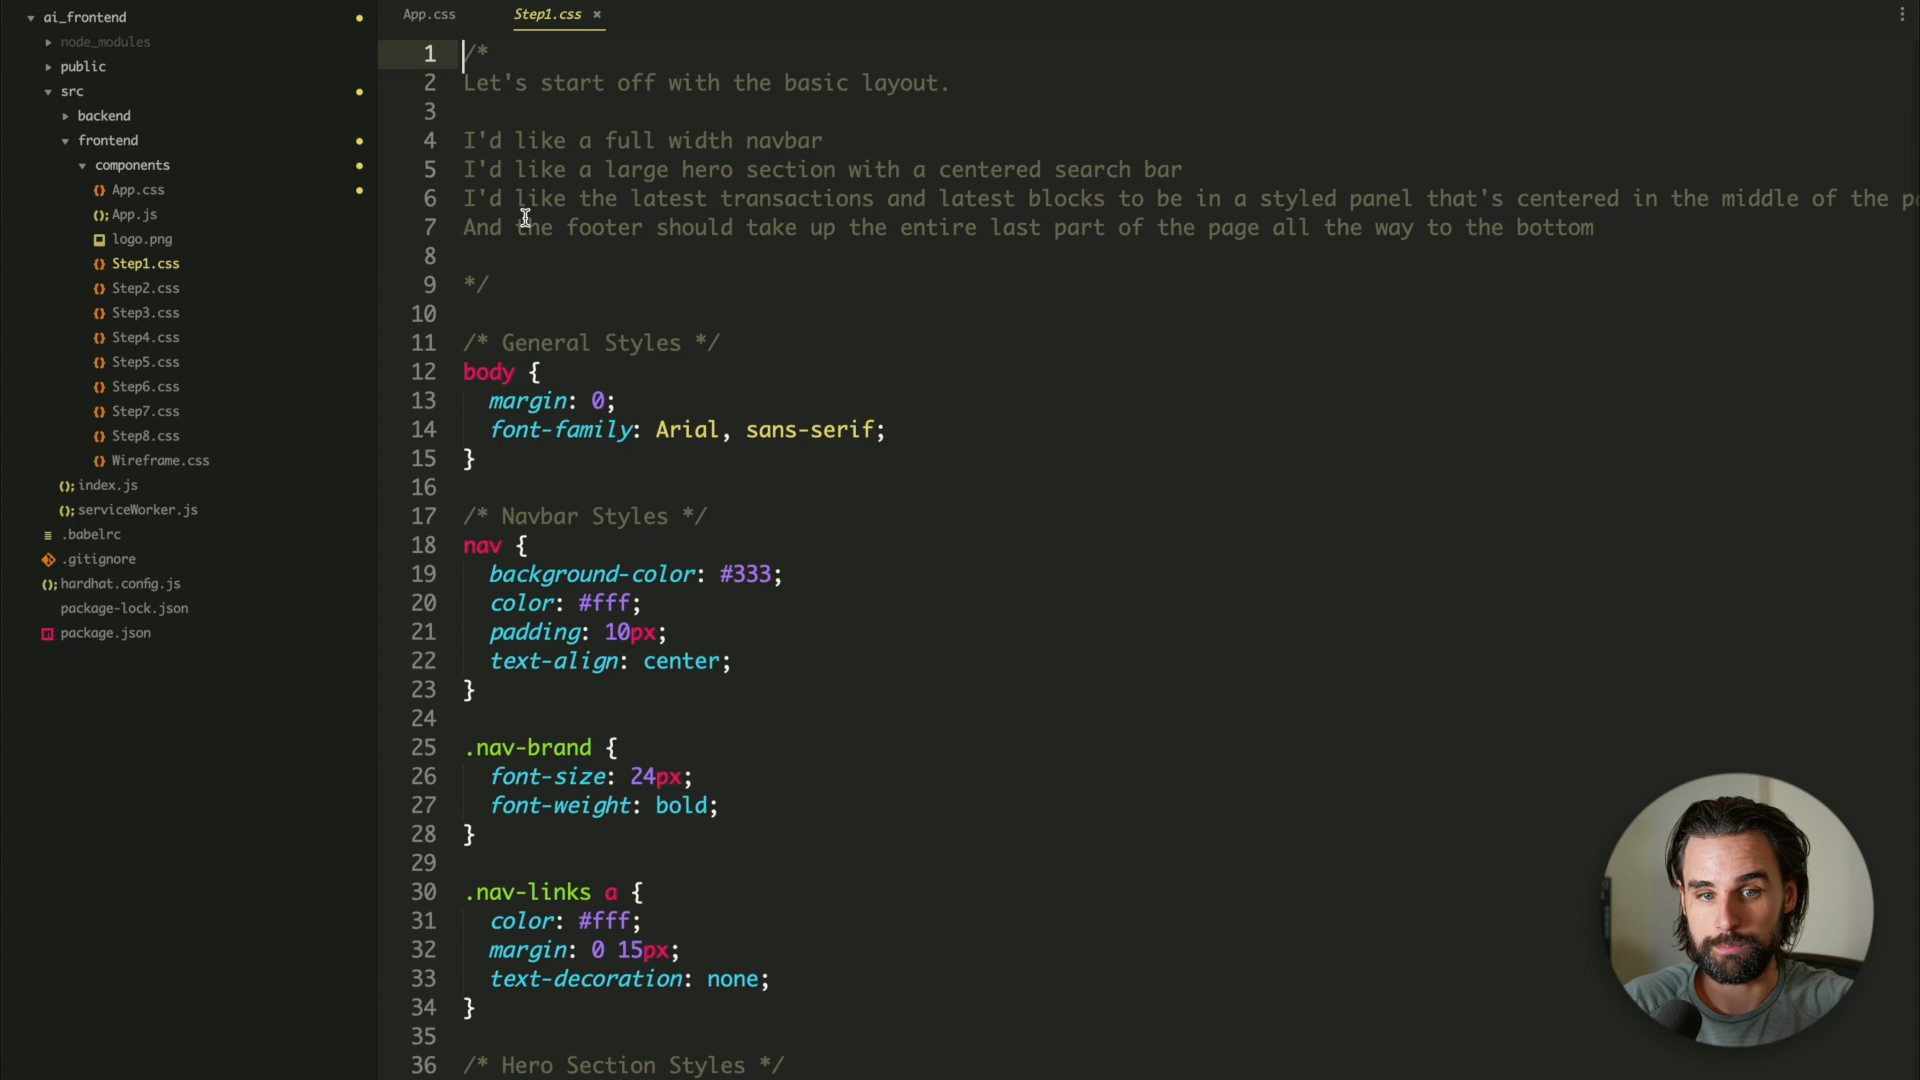 ai_frontend
node_modules
public
src
backend
frontend
components
App.css
App.js
logo.png
Step1.css
Step2.css
Step3.css
Step4.css
Step5.css
Step6.css
Step7.css
Step8.css
Wireframe.css
index.js
serviceWorker.js
.babelrc
.gitignore
hardhat.config.js
package-lock.json
package.json
App.css Step1.css ×
1 /*
2 Let's start off with the basic layout.
3
4 I'd like a full width navbar
5 I'd like a large hero section with a centered search bar
6 I'd like the latest transactions and latest blocks to be in a styled panel that's centered in the middle of the
7 And the footer should take up the entire last part of the page all the way to the bottom
8
9 */
10
11 /* General Styles */
12 body {
13 margin: 0;
14 font-family: Arial, sans-serif;
15 }
16
17 /* Navbar Styles */
18 nav {
19 background-color: #333;
20 color: #fff;
21 padding: 10px;
22 text-align: center;
23 }
24
25 .nav-brand {
26 font-size: 24px;
27 font-weight: bold;
28 }
29
30 .nav-links a {
31 color: #fff;
32 margin: 0 15px;
33 text-decoration: none;
34 }
35
36 /* Hero Section Styles */